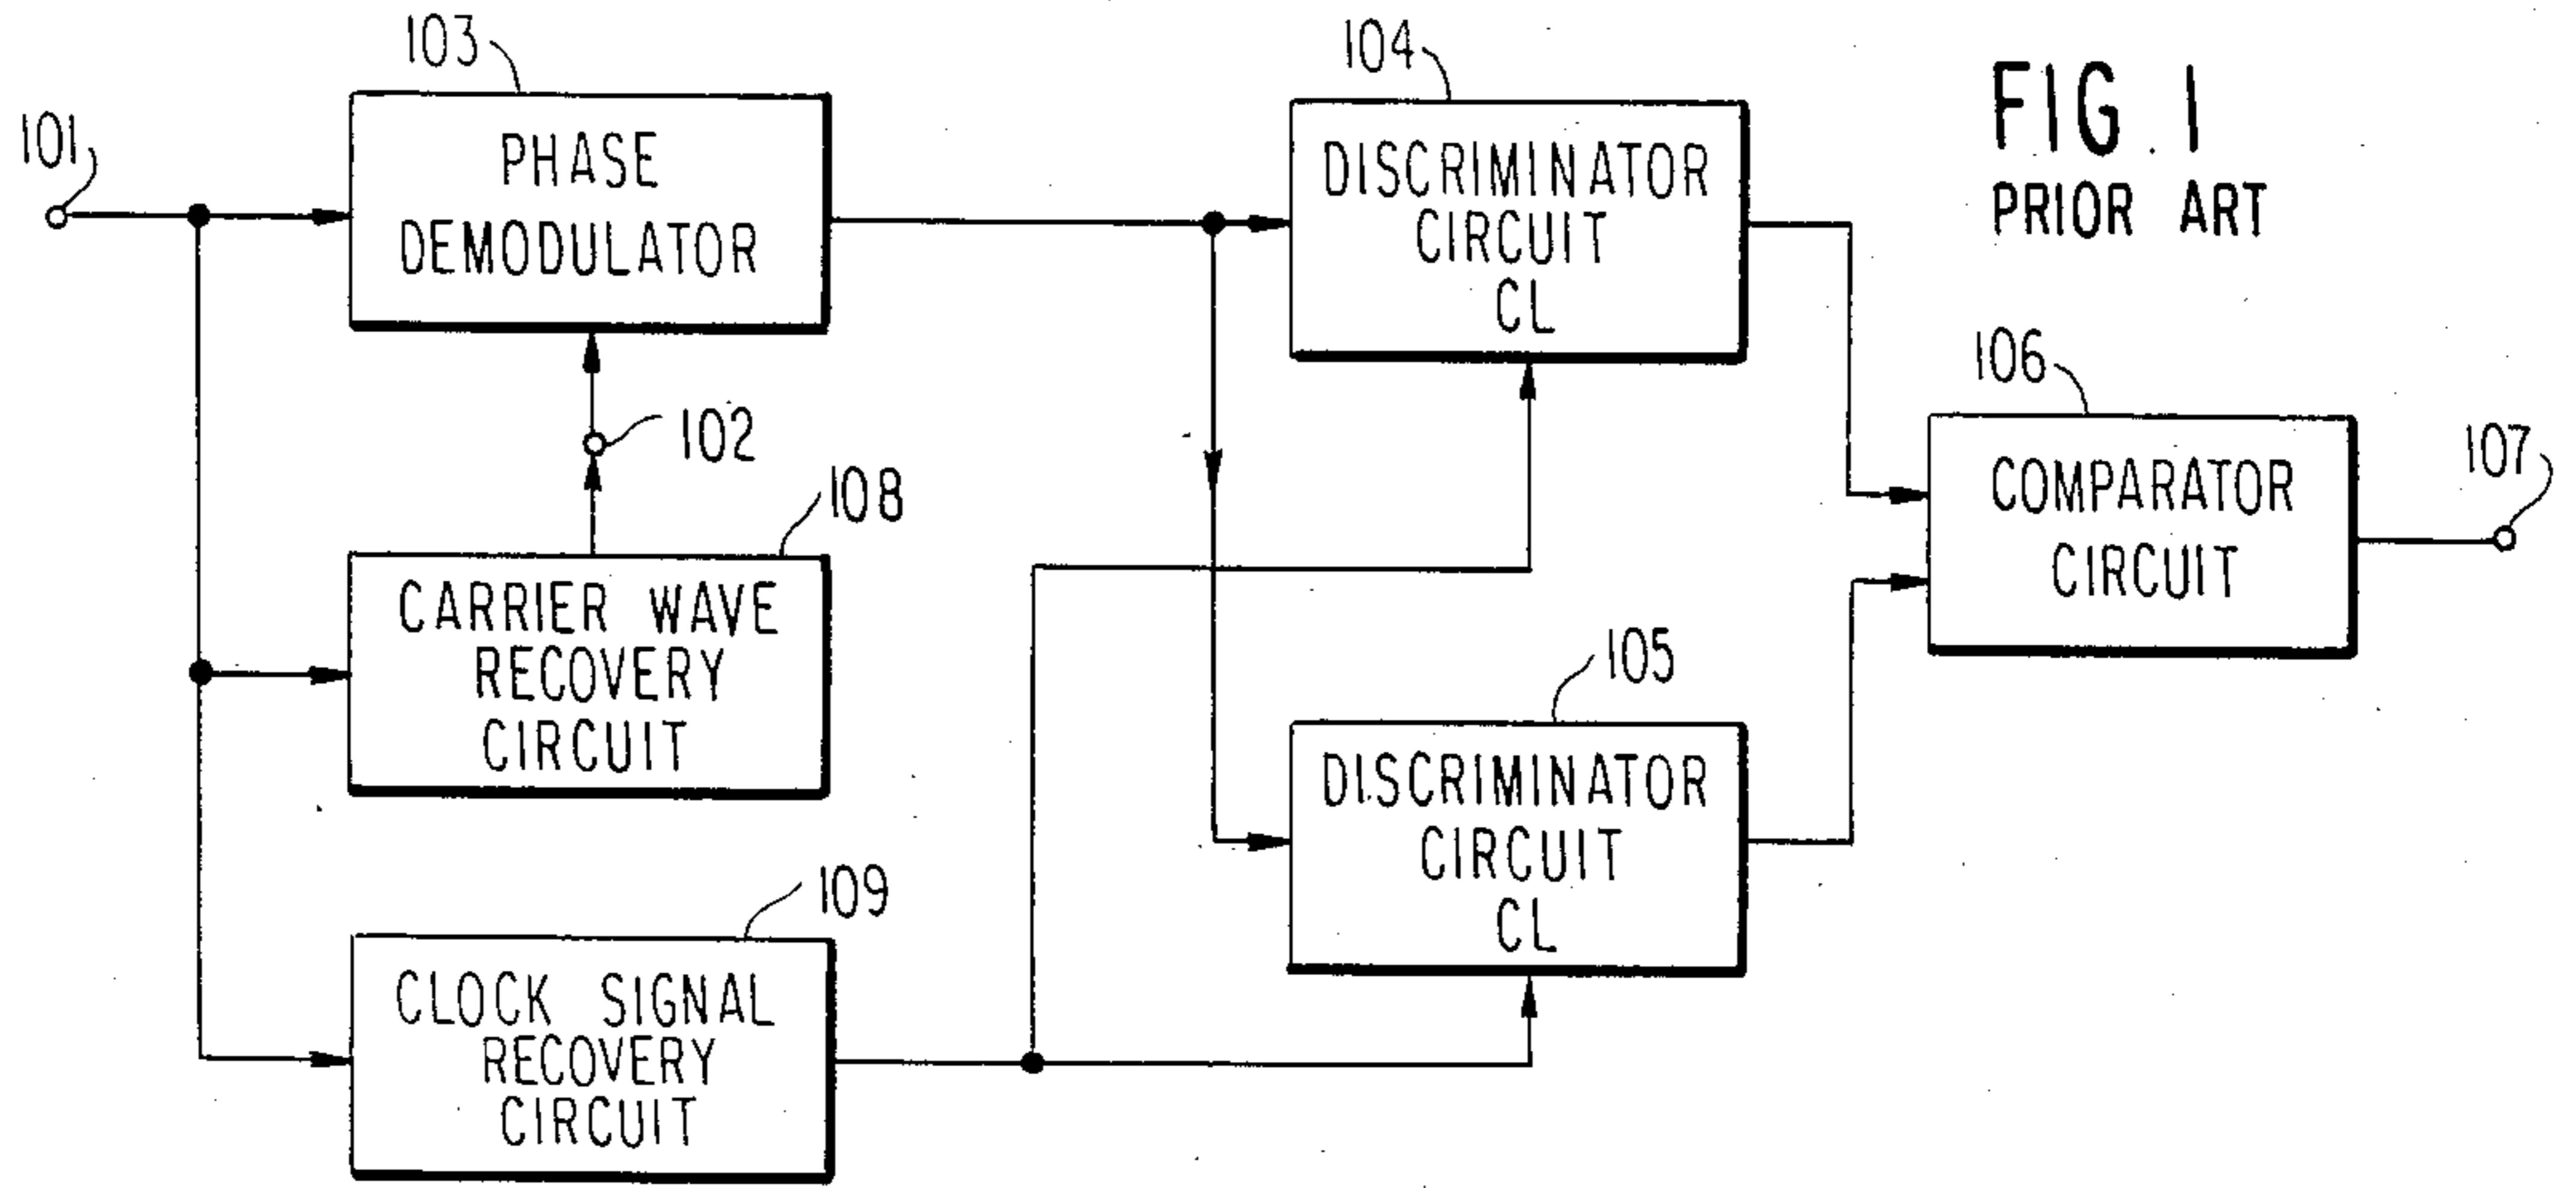 103
104
FIG. 1
PRIOR ART
101
PHASE
DEMODULATOR
DISCRIMINATOR
CIRCUIT
CL
102
106
108
COMPARATOR
CIRCUIT
107
CARRIER WAVE
RECOVERY
CIRCUIT
105
DISCRIMINATOR
CIRCUIT
CL
109
CLOCK SIGNAL
RECOVERY
CIRCUIT